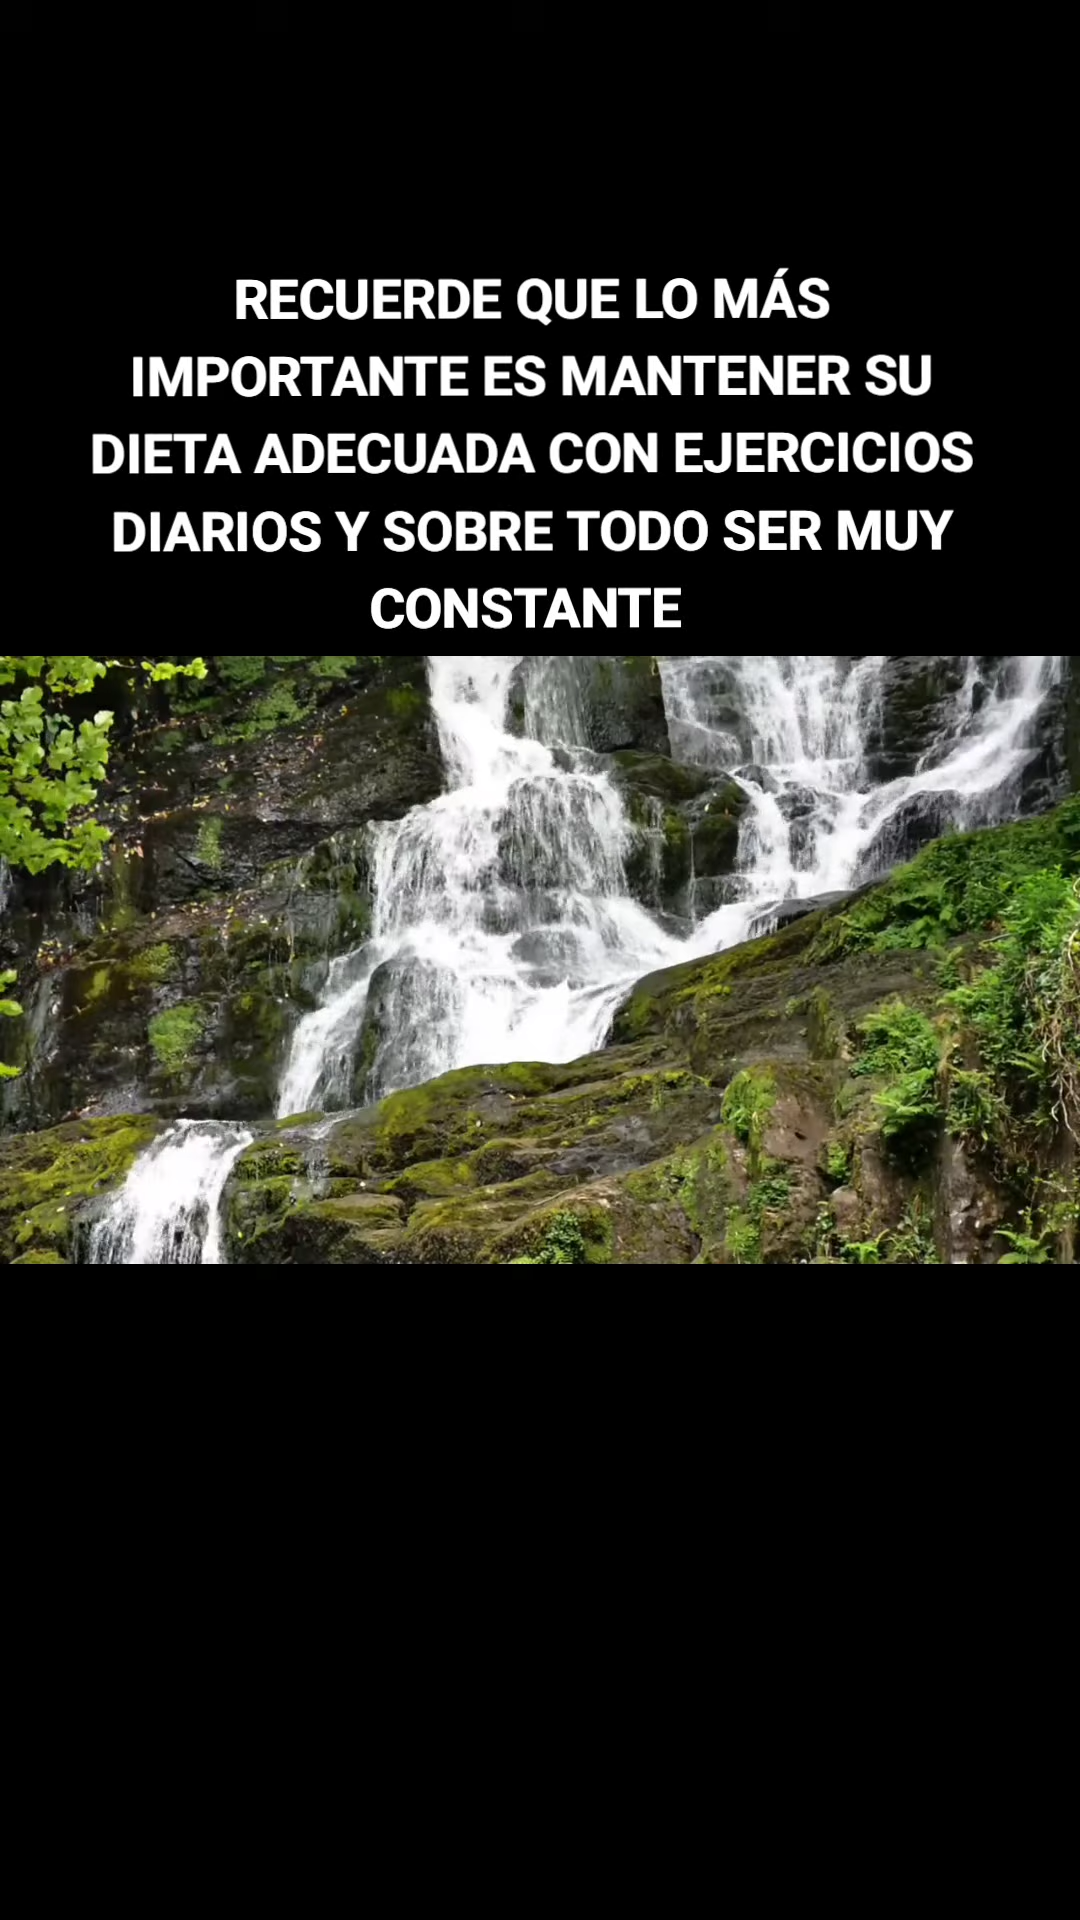 RECUERDE QUE LO MÁS
IMPORTANTE ES MANTENER SU
DIETA ADECUADA CON EJERCICIOS
DIARIOS Y SOBRE TODO SER MUY
CONSTANTE